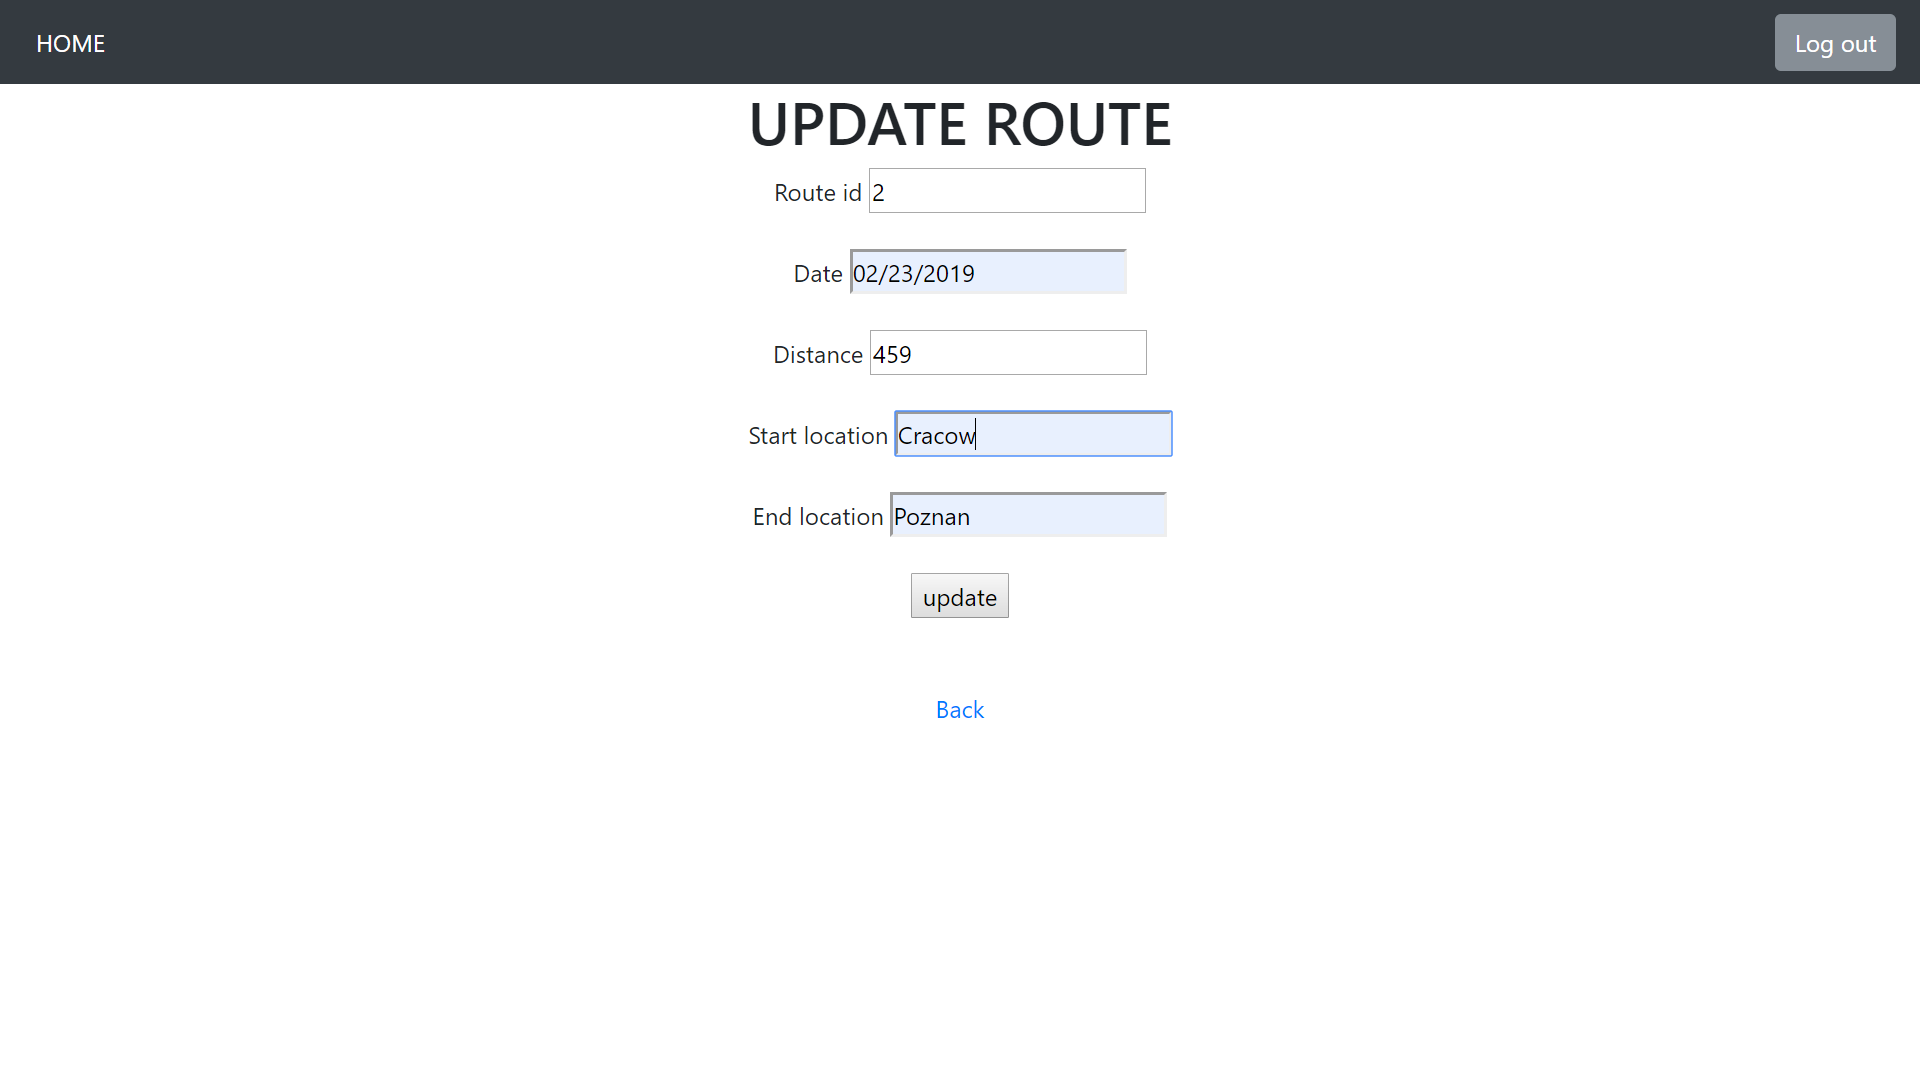 HOME Log out
UPDATE ROUTE
Route id 2
Date 02/23/2019
Distance 459
Start location Cracow
End location Poznan
update
Back